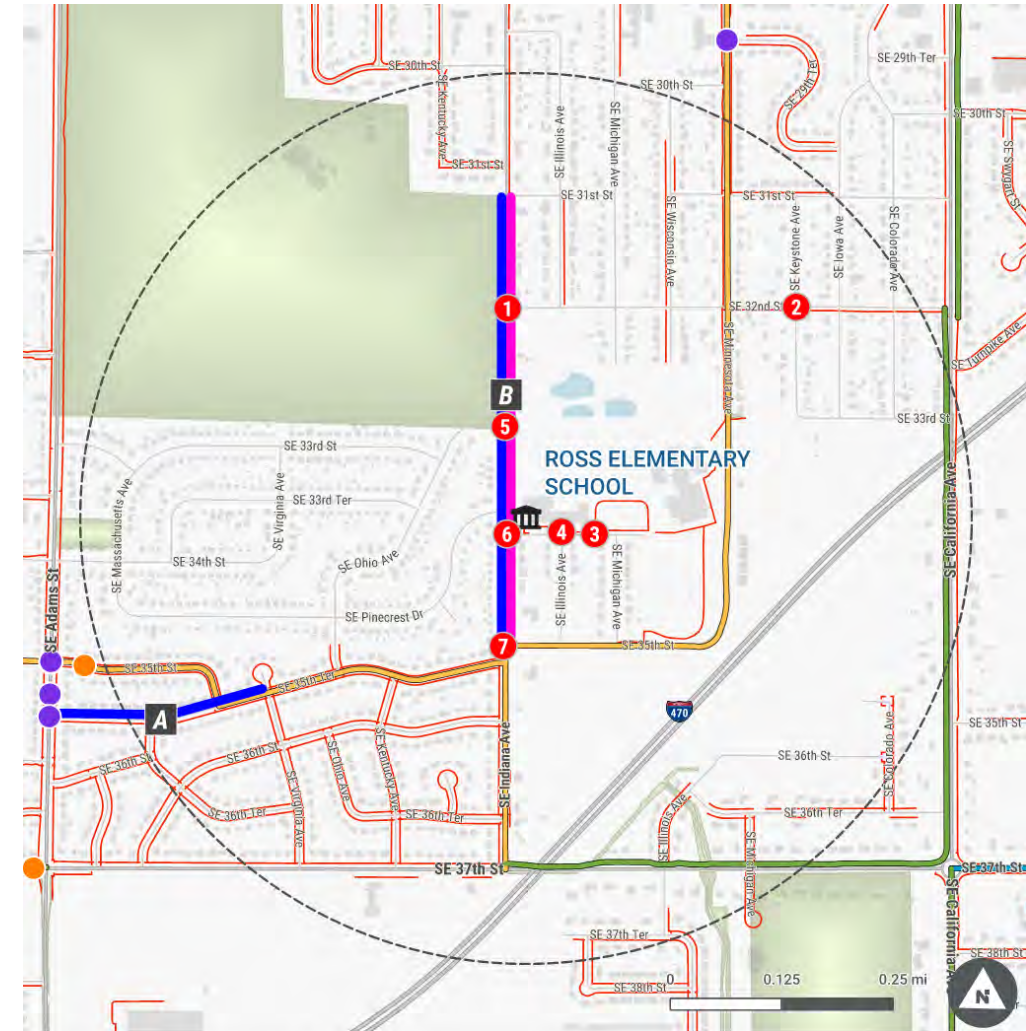 SE 30th St
SE 29th Ter
SE 29th Ter
SE Kentucky Ave
SE 30th St
SE 30th St
SE Illinois Ave
SE Michigan Ave
SE 31st St
SE 31st St
SE 31st St
SE Wisconsin Ave
SE Keystone Ave
SE Iowa Ave
SE Colorado Ave
1
SE 32nd St
2
SE Minnesota Ave
SE Turnpike Ave
B
5
SE 33rd St
SE 33rd St
ROSS ELEMENTARY
SCHOOL
SE Massachusetts Ave
SE Virginia Ave
SE 33rd Ter
SE California Ave
6
4
3
SE 34th St
SE Ohio Ave
SE Illinois Ave
SE Michigan Ave
SE Adams St
SE Pinecrest Dr
7
SE 35th St
SE 35th St
SE 35th Ter
A
470
SE 35th St
SE Indiana Ave
SE Colorado Ave
SE 36th St
SE 36th St
SE 36th St
SE Ohio Ave
SE Kentucky Ave
SE Virginia Ave
SE 36th Ter
SE 36th Ter
SE Illinois Ave
SE 36th Ter
SE Michigan Ave
SE 37th St
SE 37th St
SE California Ave
SE 37th Ter
SE 38th St
SE 38th St
0
0.125
0.25 mi
N